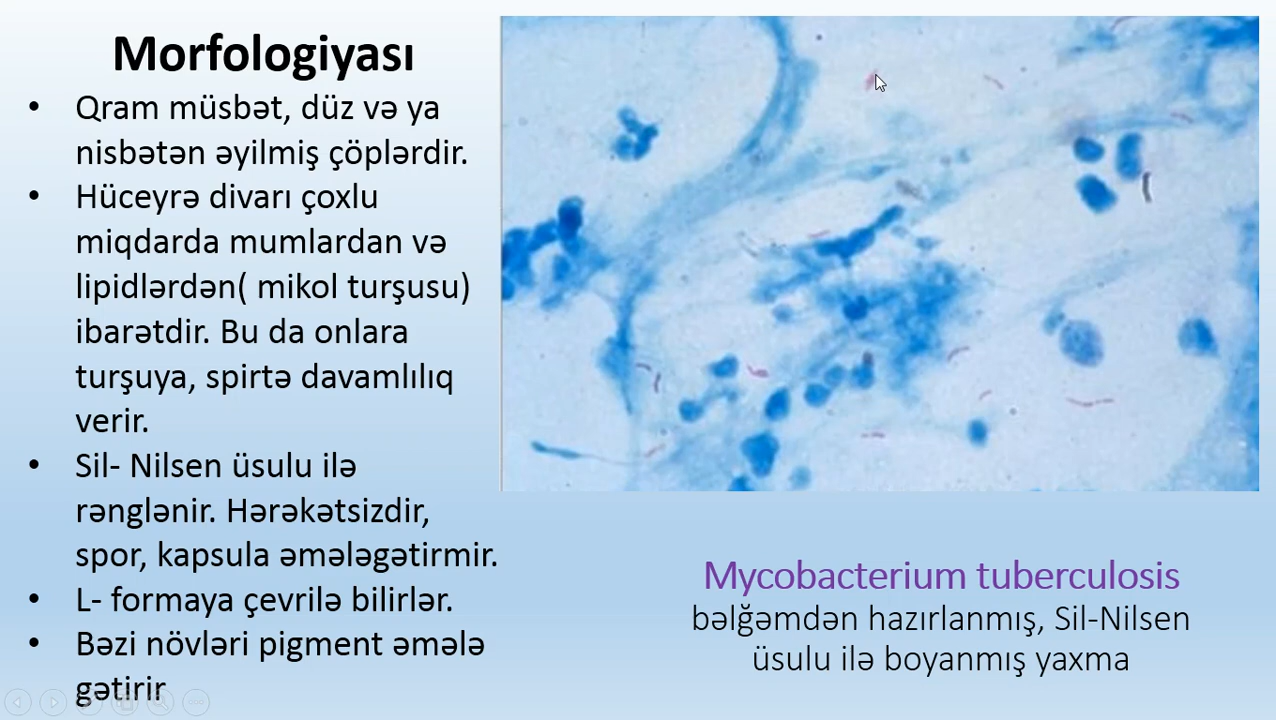 Morfologiyası
• Qram müsbət, düz və ya
nisbətən əyilmiş çöplərdir.
• Hüceyrə divarı çoxlu
miqdarda mumlardan və
lipidlərdən( mikol turşusu)
ibarətdir. Bu da onlara
turşuya, spirtə davamlılıq
verir.
• Sil- Nilsen üsulu ilə
rənglənir. Hərəkətsizdir,
spor, kapsula əmələgətirmir.
• L- formaya çevrilə bilirlər.
• Bəzi növləri pigment əmələ
gətirir
Mycobacterium tuberculosis
bəlğəmdən hazırlanmış, Sil-Nilsen
üsulu ilə boyanmış yaxma